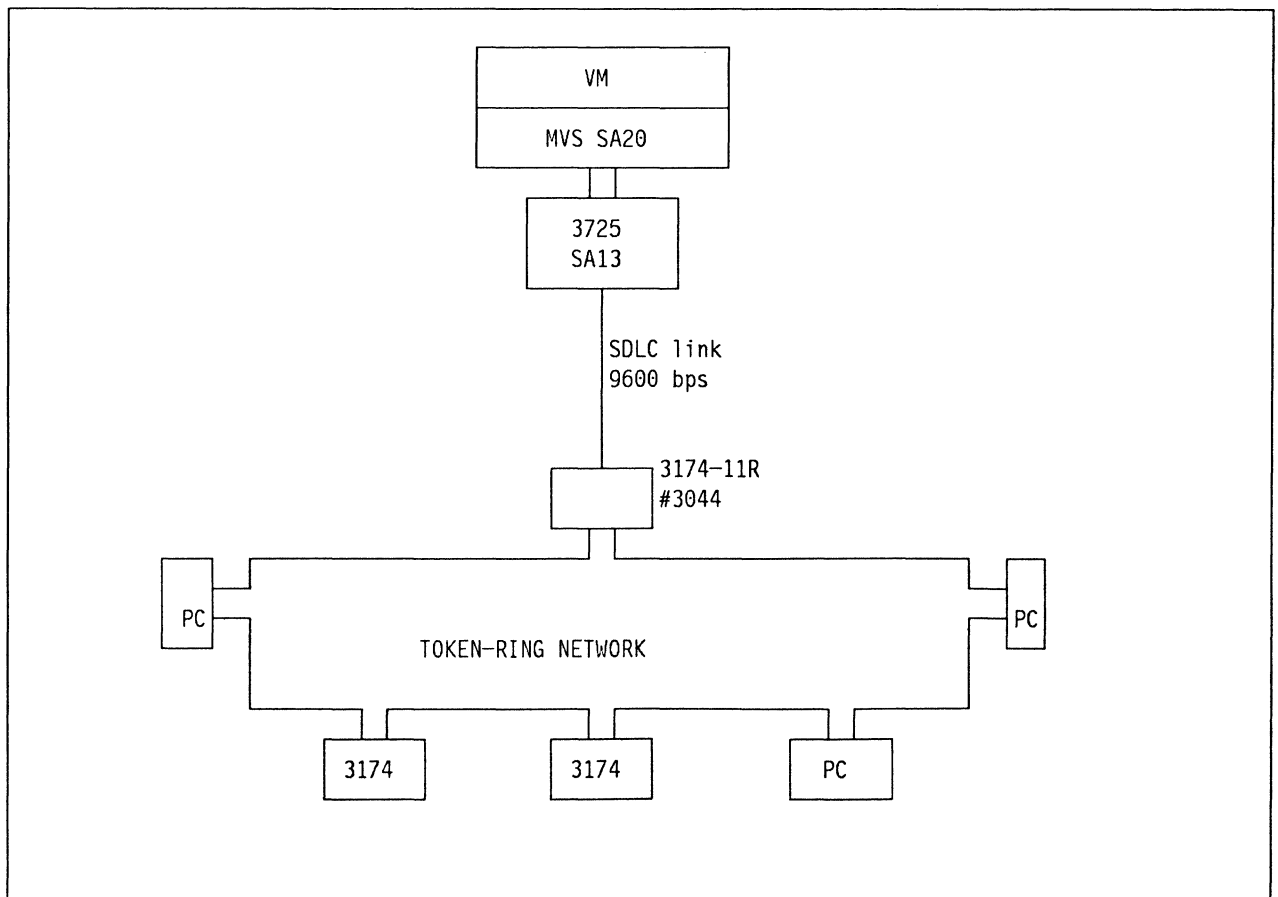 VM
MVS SA20
3725
SA13
SDLC link
9600 bps
3174-11R
#3044
PC
PC
TOKEN-RING NETWORK
3174
3174
PC